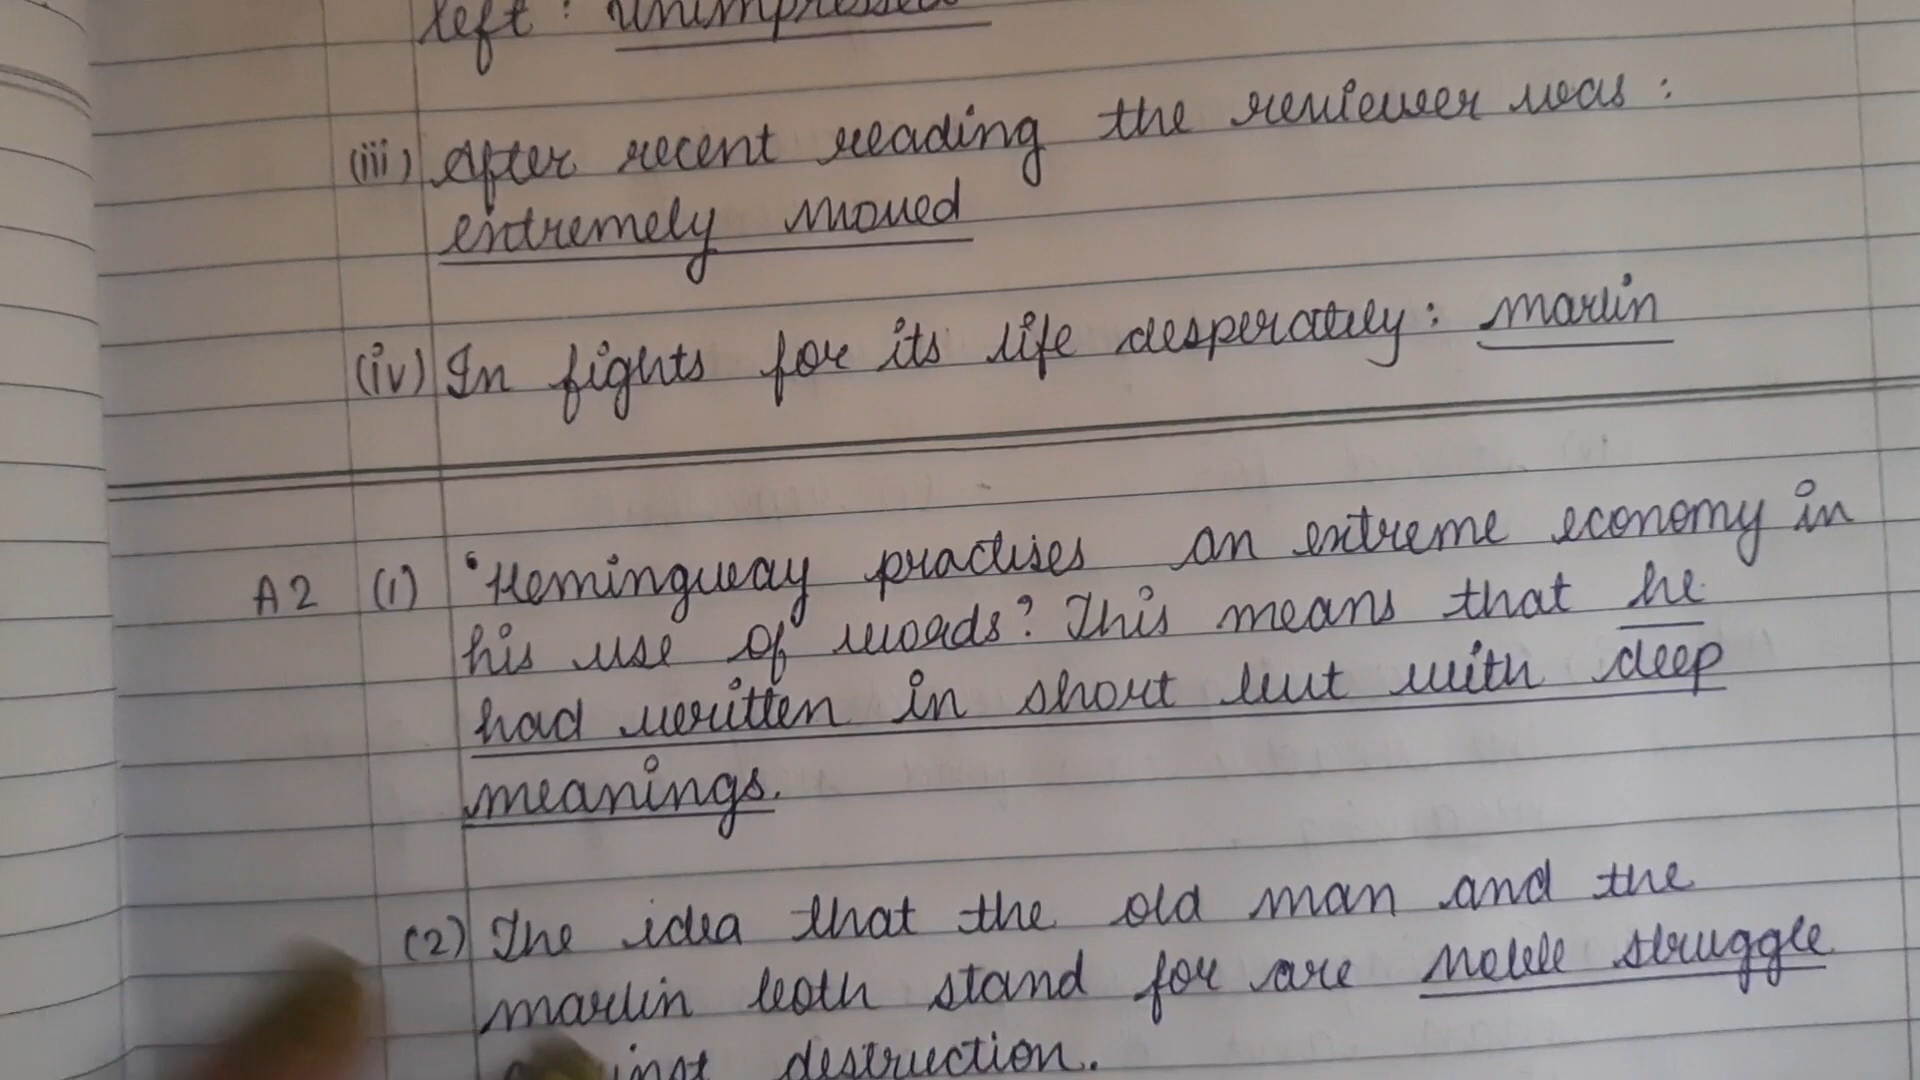 left : unimpressed
(iii) After recent reading the reviewer was :
extremely moved
(iv) In fights for its life desperately : marlin
A2 (1) "Hemingway practises an extreme economy in
his use of words? This means that he
had written in short but with deep
meanings.
(2) The idea that the old man and the
marlin both stand for are noble struggle
against destruction.